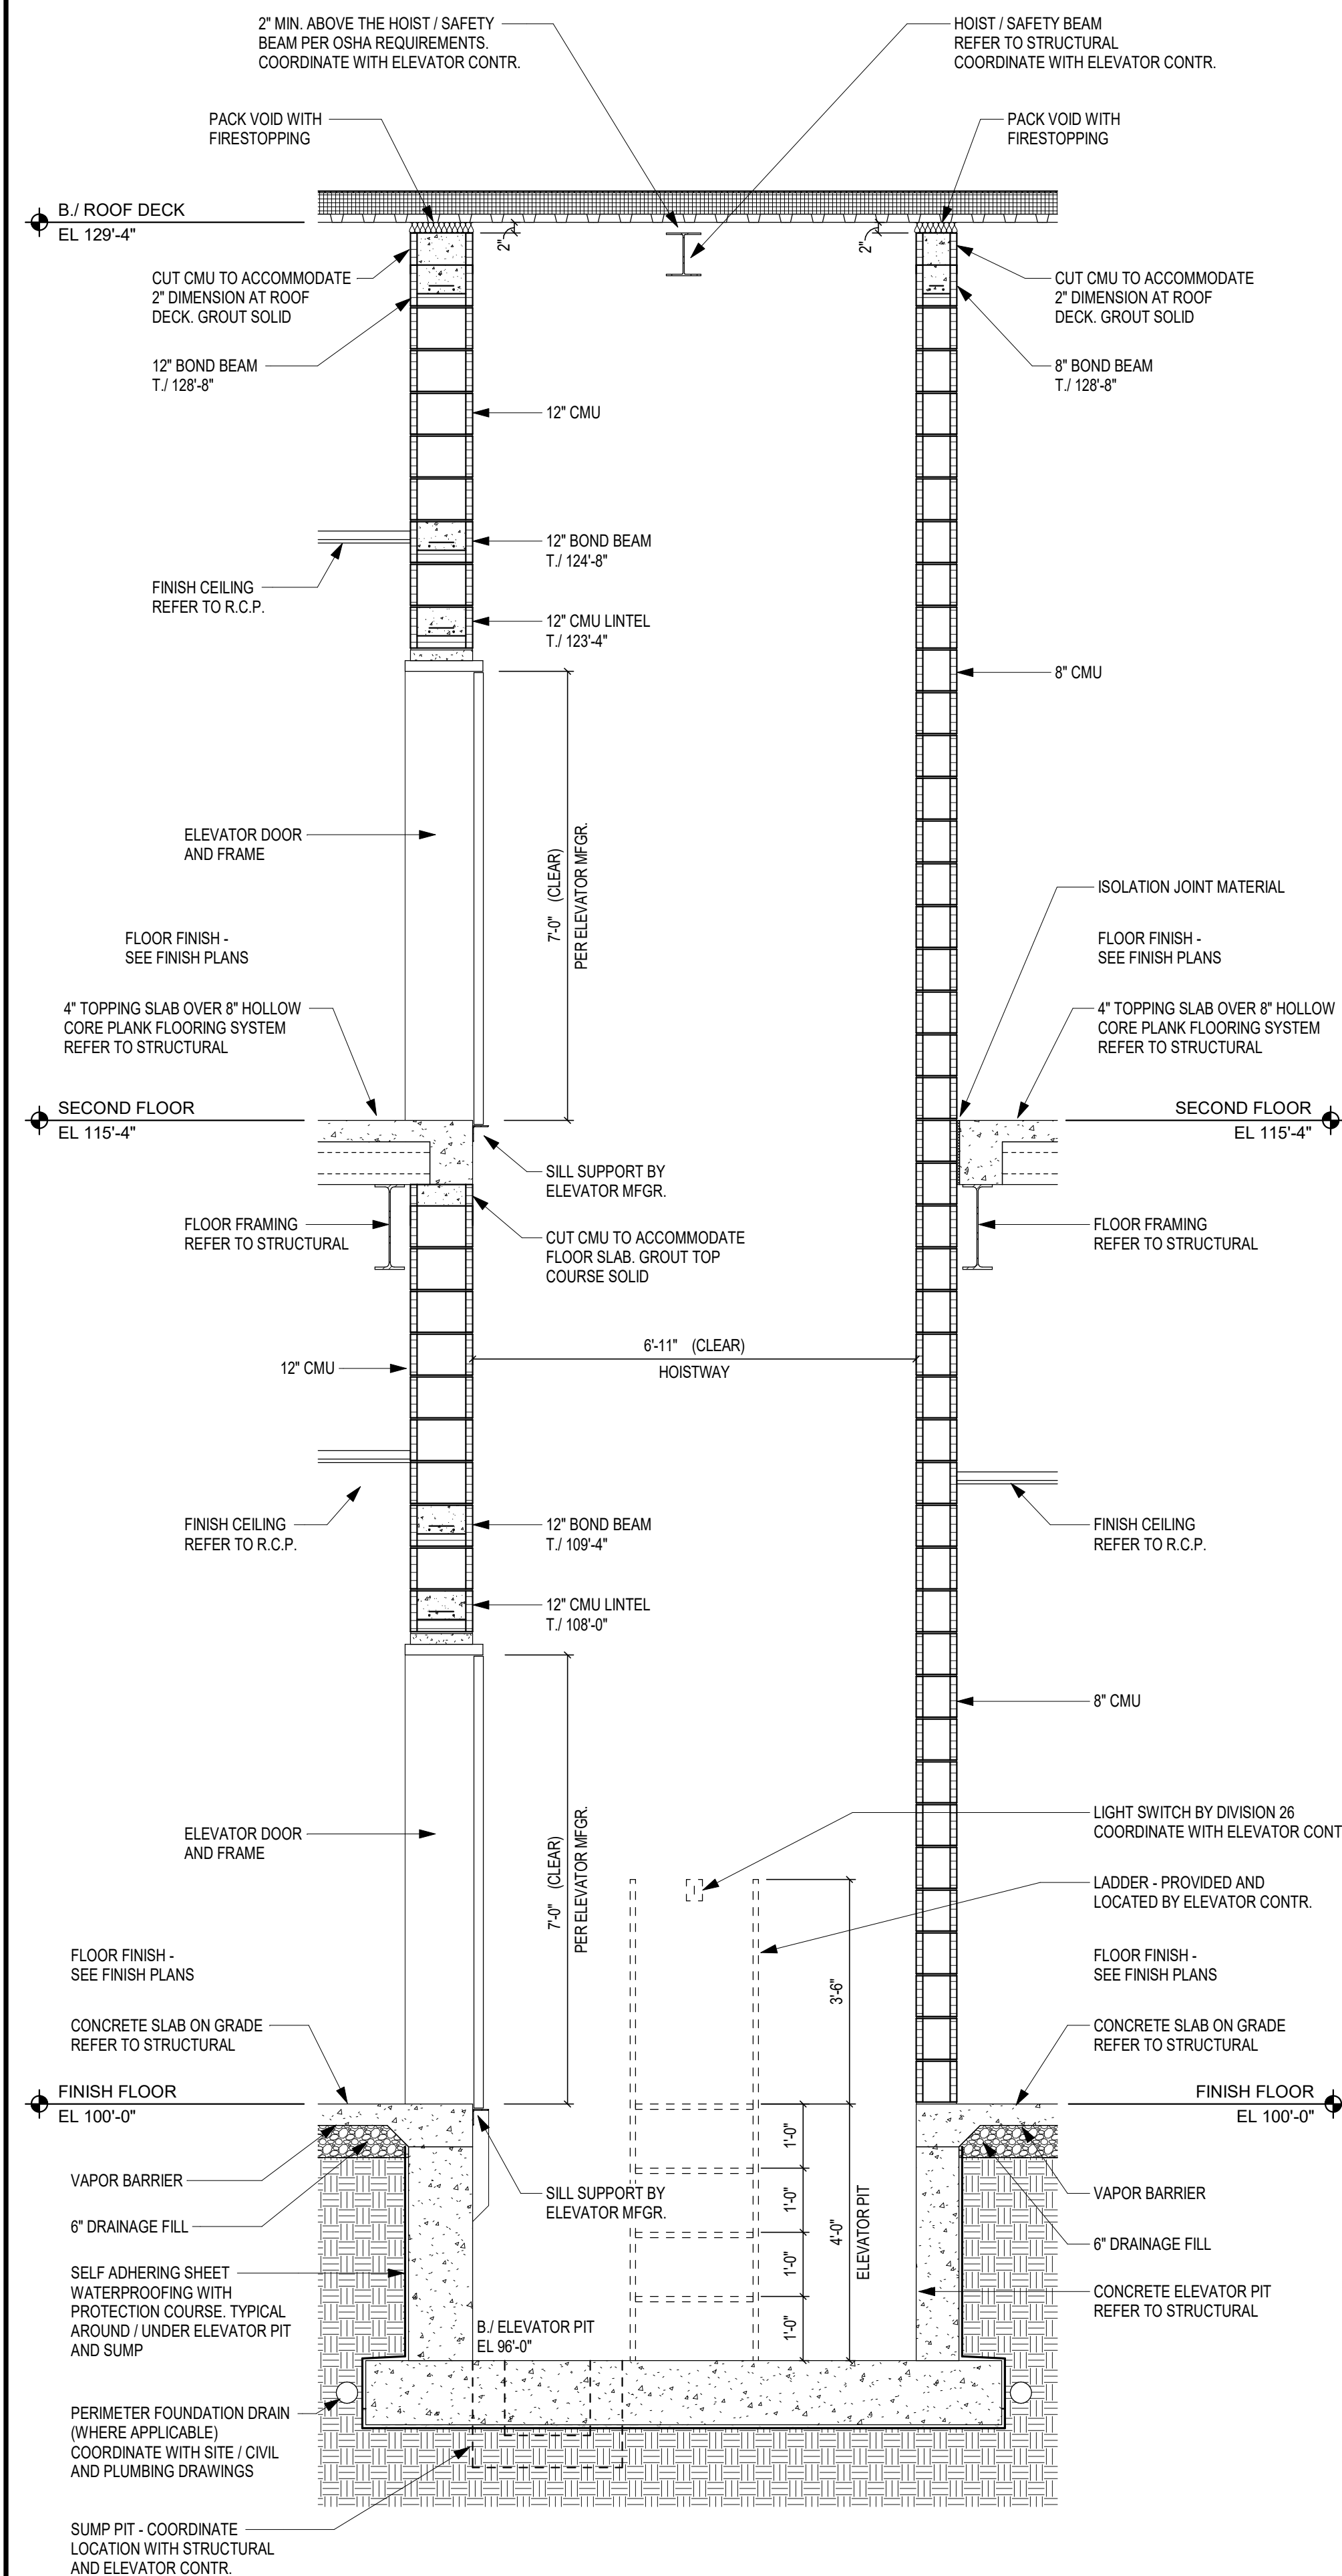 2" MIN. ABOVE THE HOIST / SAFETY
BEAM PER OSHA REQUIREMENTS.
COORDINATE WITH ELEVATOR CONTR.
HOIST / SAFETY BEAM
REFER TO STRUCTURAL
COORDINATE WITH ELEVATOR CONTR.
PACK VOID WITH
FIRESTOPPING
PACK VOID WITH
FIRESTOPPING
B./ ROOF DECK
EL 129'-4"
2"
2"
CUT CMU TO ACCOMMODATE
2" DIMENSION AT ROOF
DECK. GROUT SOLID
CUT CMU TO ACCOMMODATE
2" DIMENSION AT ROOF
DECK. GROUT SOLID
12" BOND BEAM
T./ 128'-8"
8" BOND BEAM
T./ 128'-8"
12" CMU
12" BOND BEAM
T./ 124'-8"
FINISH CEILING
REFER TO R.C.P.
12" CMU LINTEL
T./ 123'-4"
8" CMU
ELEVATOR DOOR
AND FRAME
7'-0" (CLEAR)
PER ELEVATOR MFGR.
ISOLATION JOINT MATERIAL
FLOOR FINISH -
SEE FINISH PLANS
FLOOR FINISH -
SEE FINISH PLANS
4" TOPPING SLAB OVER 8" HOLLOW
CORE PLANK FLOORING SYSTEM
REFER TO STRUCTURAL
4" TOPPING SLAB OVER 8" HOLLOW
CORE PLANK FLOORING SYSTEM
REFER TO STRUCTURAL
SECOND FLOOR
EL 115'-4"
SECOND FLOOR
EL 115'-4"
SILL SUPPORT BY
ELEVATOR MFGR.
FLOOR FRAMING
REFER TO STRUCTURAL
CUT CMU TO ACCOMMODATE
FLOOR SLAB. GROUT TOP
COURSE SOLID
FLOOR FRAMING
REFER TO STRUCTURAL
6'-11" (CLEAR)
HOISTWAY
12" CMU
FINISH CEILING
REFER TO R.C.P.
12" BOND BEAM
T./ 109'-4"
FINISH CEILING
REFER TO R.C.P.
12" CMU LINTEL
T./ 108'-0"
8" CMU
ELEVATOR DOOR
AND FRAME
7'-0" (CLEAR)
PER ELEVATOR MFGR.
LIGHT SWITCH BY DIVISION 26
COORDINATE WITH ELEVATOR CONT
LADDER - PROVIDED AND
LOCATED BY ELEVATOR CONTR.
3'-6"
FLOOR FINISH -
SEE FINISH PLANS
FLOOR FINISH -
SEE FINISH PLANS
CONCRETE SLAB ON GRADE
REFER TO STRUCTURAL
CONCRETE SLAB ON GRADE
REFER TO STRUCTURAL
FINISH FLOOR
EL 100'-0"
FINISH FLOOR
EL 100'-0"
1'-0"
1'-0"
1'-0"
1'-0"
4'-0"
ELEVATOR PIT
VAPOR BARRIER
SILL SUPPORT BY
ELEVATOR MFGR.
VAPOR BARRIER
6" DRAINAGE FILL
6" DRAINAGE FILL
SELF ADHERING SHEET
WATERPROOFING WITH
PROTECTION COURSE. TYPICAL
AROUND / UNDER ELEVATOR PIT
AND SUMP
CONCRETE ELEVATOR PIT
REFER TO STRUCTURAL
B./ ELEVATOR PIT
EL 96'-0"
PERIMETER FOUNDATION DRAIN
(WHERE APPLICABLE)
COORDINATE WITH SITE / CIVIL
AND PLUMBING DRAWINGS
SUMP PIT - COORDINATE
LOCATION WITH STRUCTURAL
AND ELEVATOR CONTR.